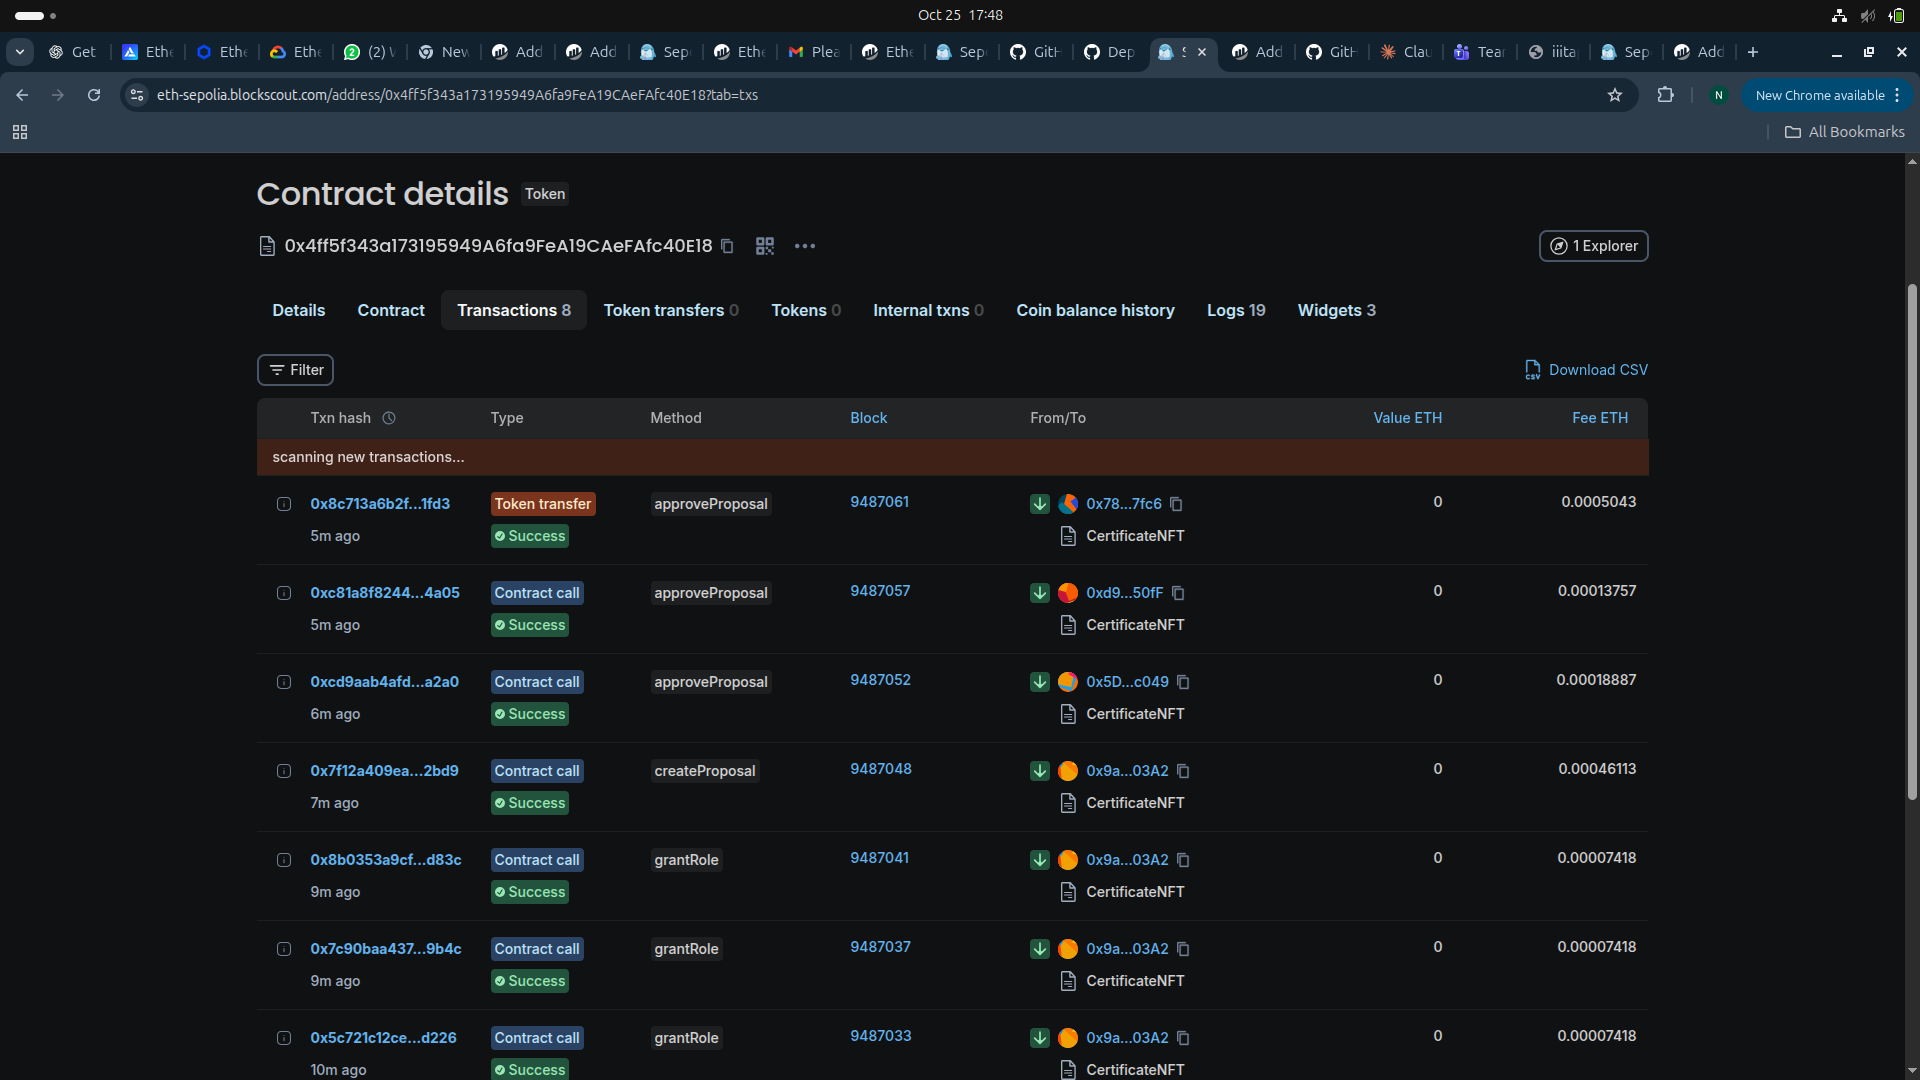 Oct 25 17:48
Get
Ethe
Ethe
Ethe
(2) W
New
Add
Add
Sepo
Ethe
Plea
Ethe
Sepo
GitH
Dep
S
Add
GitH
Clau
Tear
iiita
Sepo
Add
eth-sepolia.blockscout.com/address/0x4ff5f343a173195949A6fa9FeA19CAeFAfc40E18?tab=txs
N
New Chrome available
All Bookmarks
Contract details Token
0x4ff5f343a173195949A6fa9FeA19CAeFAfc40E18
1 Explorer
Details Contract Transactions 8 Token transfers 0 Tokens 0 Internal txns 0 Coin balance history Logs 19 Widgets 3
Filter
CSV Download CSV
Txn hash Type Method Block From/To Value ETH Fee ETH
scanning new transactions...
0x8c713a6b2f...1fd3 Token transfer approveProposal 9487061 0x78...7fc6 0 0.0005043
5m ago Success CertificateNFT
0xc81a8f8244...4a05 Contract call approveProposal 9487057 0xd9...50fF 0 0.00013757
5m ago Success CertificateNFT
0xcd9aab4afd...a2a0 Contract call approveProposal 9487052 0x5D...c049 0 0.00018887
6m ago Success CertificateNFT
0x7f12a409ea...2bd9 Contract call createProposal 9487048 0x9a...03A2 0 0.00046113
7m ago Success CertificateNFT
0x8b0353a9cf...d83c Contract call grantRole 9487041 0x9a...03A2 0 0.00007418
9m ago Success CertificateNFT
0x7c90baa437...9b4c Contract call grantRole 9487037 0x9a...03A2 0 0.00007418
9m ago Success CertificateNFT
0x5c721c12ce...d226 Contract call grantRole 9487033 0x9a...03A2 0 0.00007418
10m ago Success CertificateNFT